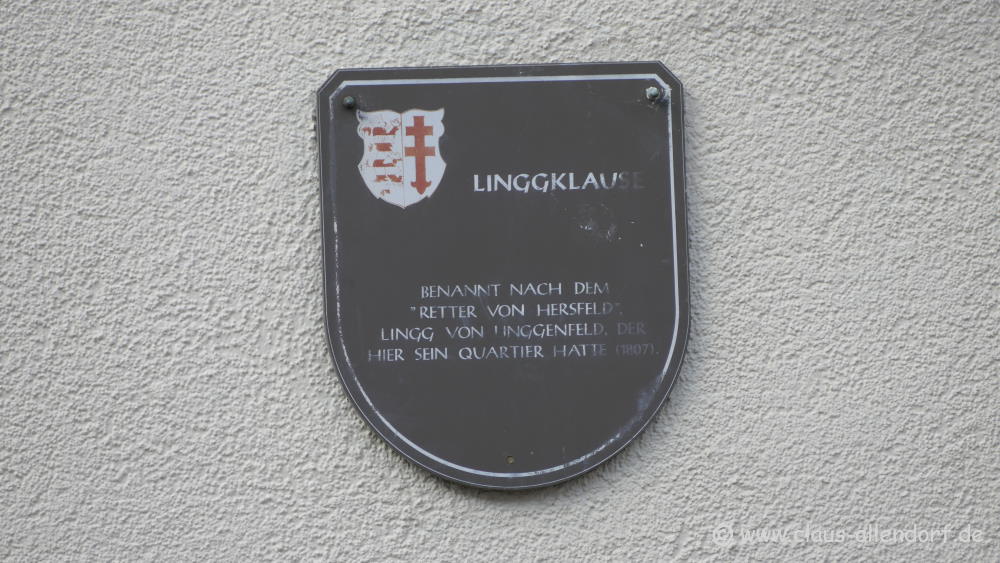 LINGGKLAUSE
BENANNT NACH DEM
"RETTER VON HERSFELD",
LINGG VON LINGGENFELD, DER
HIER SEIN QUARTIER HATTE (1807).
© www.claus-allendorf.de